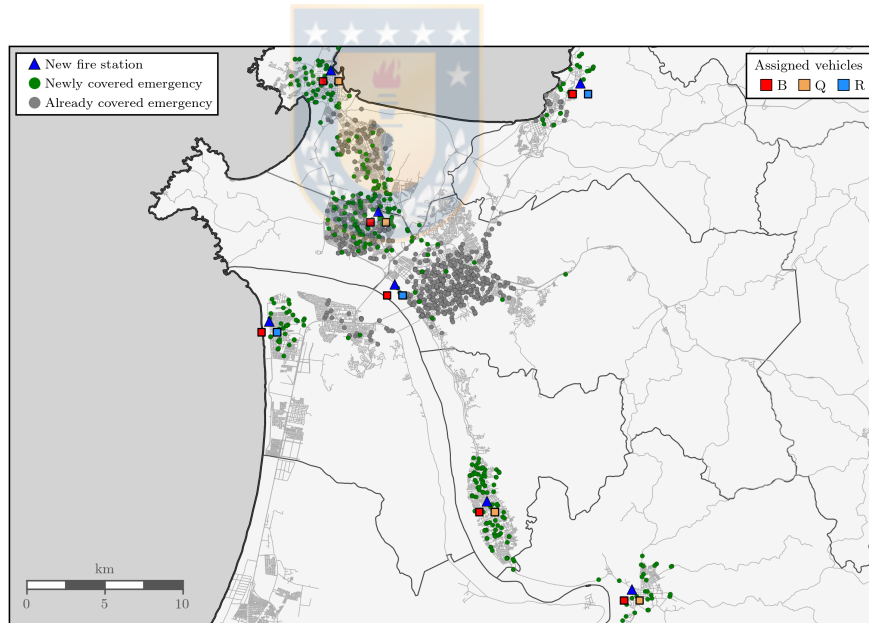 New fire station
Newly covered emergency
Already covered emergency
Assigned vehicles
B Q R
km
0 5 10